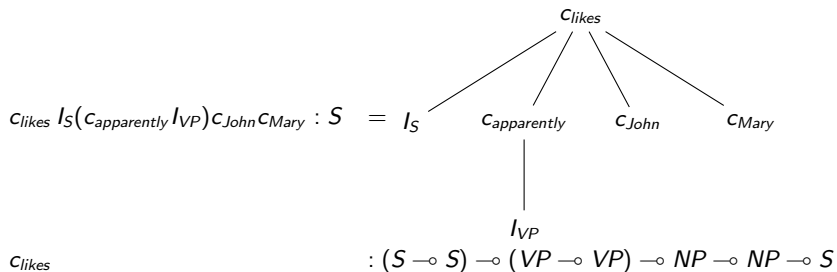 c_likes
c_likes I_S(c_apparently I_VP)c_John c_Mary : S = I_S c_apparently c_John c_Mary
I_VP
c_likes : (S ⊸ S) ⊸ (VP ⊸ VP) ⊸ NP ⊸ NP ⊸ S